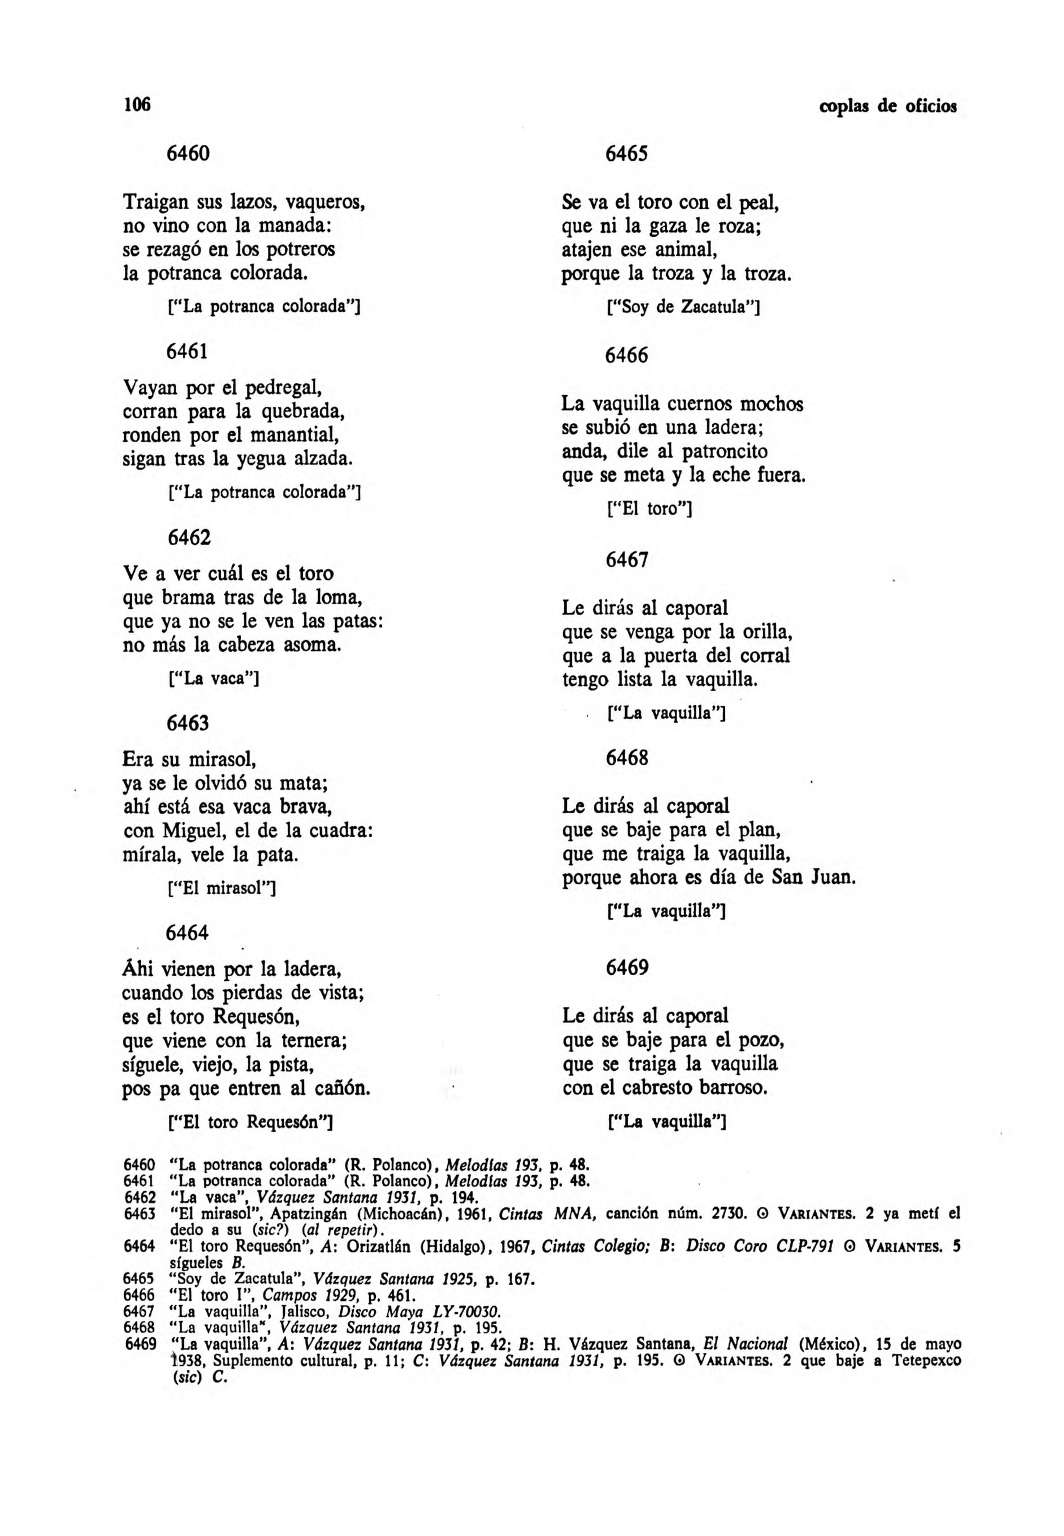 106
coplas de oficios
6460
Traigan sus lazos, vaqueros,
no vino con la manada:
se rezagó en los potreros
la potranca colorada.
["La potranca colorada"]
6461
Vayan por el pedregal,
corran para la quebrada,
ronden por el manantial,
sigan tras la yegua alzada.
["La potranca colorada"]
6462
Ve a ver cuál es el toro
que brama tras de la loma,
que ya no se le ven las patas:
no más la cabeza asoma.
["La vaca"]
6463
Era su mirasol,
ya se le olvidó su mata;
ahí está esa vaca brava,
con Miguel, el de la cuadra:
mírala, vele la pata.
["El mirasol"]
6464
Áhi vienen por la ladera,
cuando los pierdas de vista;
es el toro Requesón,
que viene con la ternera;
síguele, viejo, la pista,
pos pa que entren al cañón.
["El toro Requesón"]
6465
Se va el toro con el peal,
que ni la gaza le roza;
atajen ese animal,
porque la troza y la troza.
["Soy de Zacatula"]
6466
La vaquilla cuernos mochos
se subió en una ladera;
anda, dile al patroncito
que se meta y la eche fuera.
["El toro"]
6467
Le dirás al caporal
que se venga por la orilla,
que a la puerta del corral
tengo lista la vaquilla.
["La vaquilla"]
6468
Le dirás al caporal
que se baje para el plan,
que me traiga la vaquilla,
porque ahora es día de San Juan.
["La vaquilla"]
6469
Le dirás al caporal
que se baje para el pozo,
que se traiga la vaquilla
con el cabresto barroso.
["La vaquilla"]
6460 "La potranca colorada" (R. Polanco), Melodías 193, p. 48.
6461 "La potranca colorada" (R. Polanco), Melodías 193, p. 48.
6462 "La vaca", Vázquez Santana 1931, p. 194.
6463 "El mirasol", Apatzingán (Michoacán), 1961, Cintas MNA, canción núm. 2730. ⊙ VARIANTES. 2 ya metí el
dedo a su (sic?) (al repetir).
6464 "El toro Requesón", A: Orizatlán (Hidalgo), 1967, Cintas Colegio; B: Disco Coro CLP-791 ⊙ VARIANTES. 5
sígueles B.
6465 "Soy de Zacatula", Vázquez Santana 1925, p. 167.
6466 "El toro I", Campos 1929, p. 461.
6467 "La vaquilla", Jalisco, Disco Maya LY-70030.
6468 "La vaquilla", Vázquez Santana 1931, p. 195.
6469 "La vaquilla", A: Vázquez Santana 1931, p. 42; B: H. Vázquez Santana, El Nacional (México), 15 de mayo
1938, Suplemento cultural, p. 11; C: Vázquez Santana 1931, p. 195. ⊙ VARIANTES. 2 que baje a Tetepexco
(sic) C.